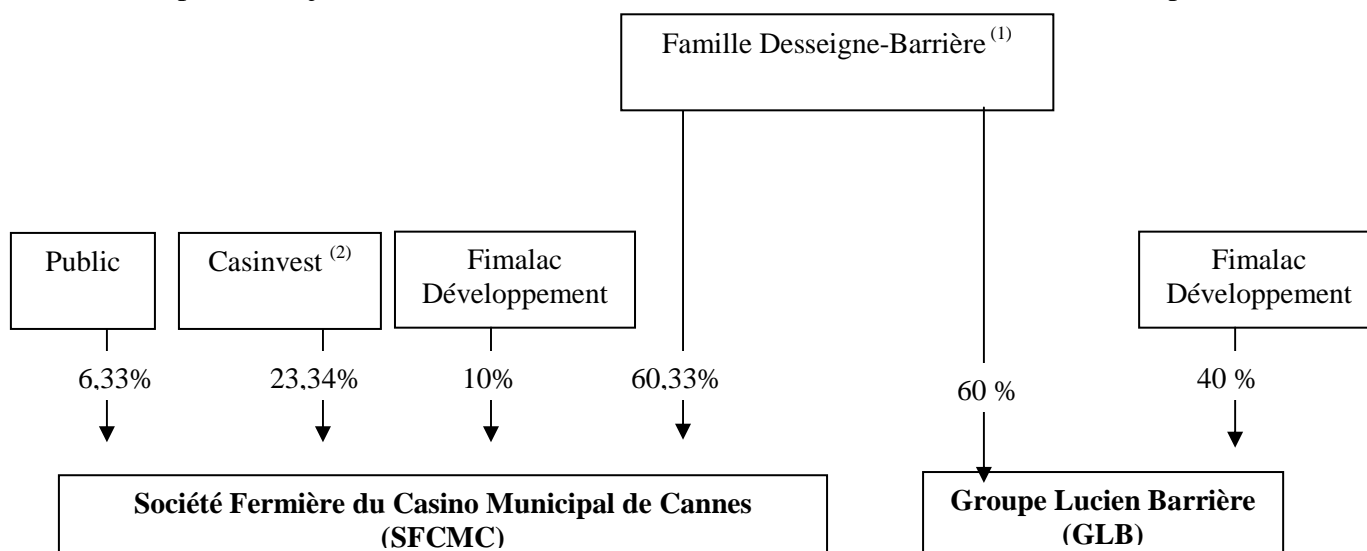 Famille Desseigne-Barrière (1)
Public
Casinvest (2)
Fimalac
Développement
Fimalac
Développement
6,33%
23,34%
10%
60,33%
60 %
40 %
Société Fermière du Casino Municipal de Cannes
(SFCMC)
Groupe Lucien Barrière
(GLB)